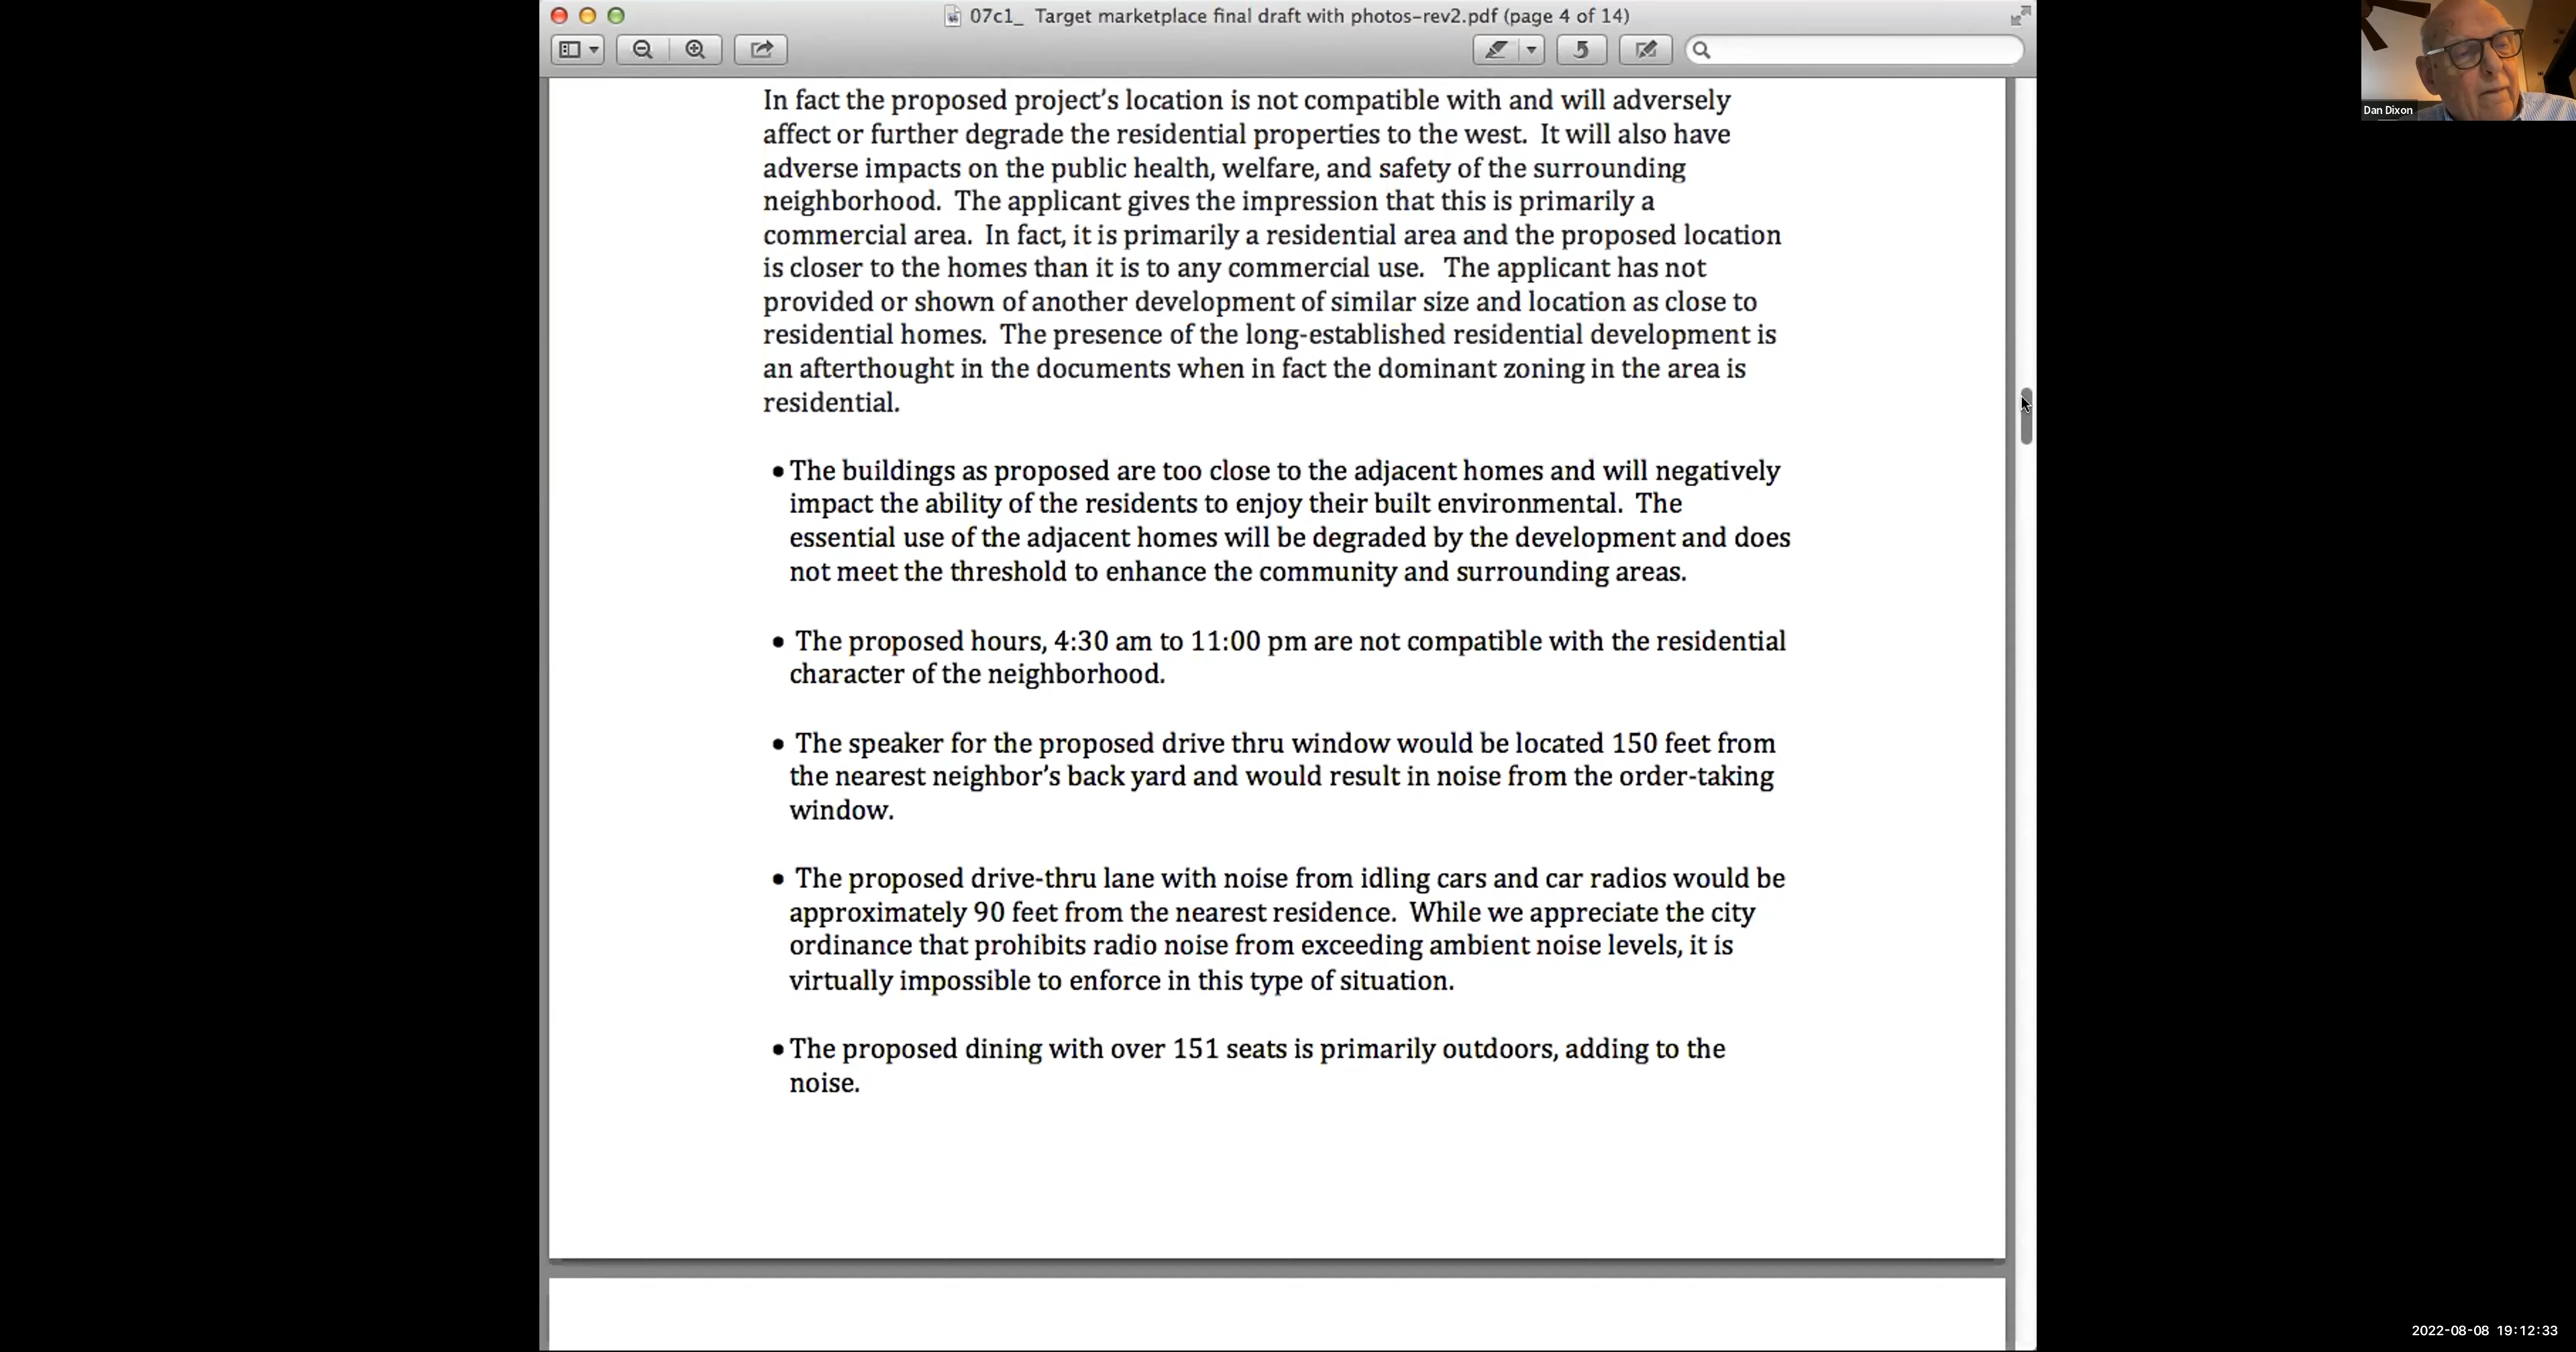 07c1_ Target marketplace final draft with photos-rev2.pdf (page 4 of 14)
Dan Dixon
In fact the proposed project's location is not compatible with and will adversely
affect or further degrade the residential properties to the west. It will also have
adverse impacts on the public health, welfare, and safety of the surrounding
neighborhood. The applicant gives the impression that this is primarily a
commercial area. In fact, it is primarily a residential area and the proposed location
is closer to the homes than it is to any commercial use. The applicant has not
provided or shown of another development of similar size and location as close to
residential homes. The presence of the long-established residential development is
an afterthought in the documents when in fact the dominant zoning in the area is
residential.
• The buildings as proposed are too close to the adjacent homes and will negatively
impact the ability of the residents to enjoy their built environmental. The
essential use of the adjacent homes will be degraded by the development and does
not meet the threshold to enhance the community and surrounding areas.
• The proposed hours, 4:30 am to 11:00 pm are not compatible with the residential
character of the neighborhood.
• The speaker for the proposed drive thru window would be located 150 feet from
the nearest neighbor's back yard and would result in noise from the order-taking
window.
• The proposed drive-thru lane with noise from idling cars and car radios would be
approximately 90 feet from the nearest residence. While we appreciate the city
ordinance that prohibits radio noise from exceeding ambient noise levels, it is
virtually impossible to enforce in this type of situation.
• The proposed dining with over 151 seats is primarily outdoors, adding to the
noise.
2022-08-08 19:12:33